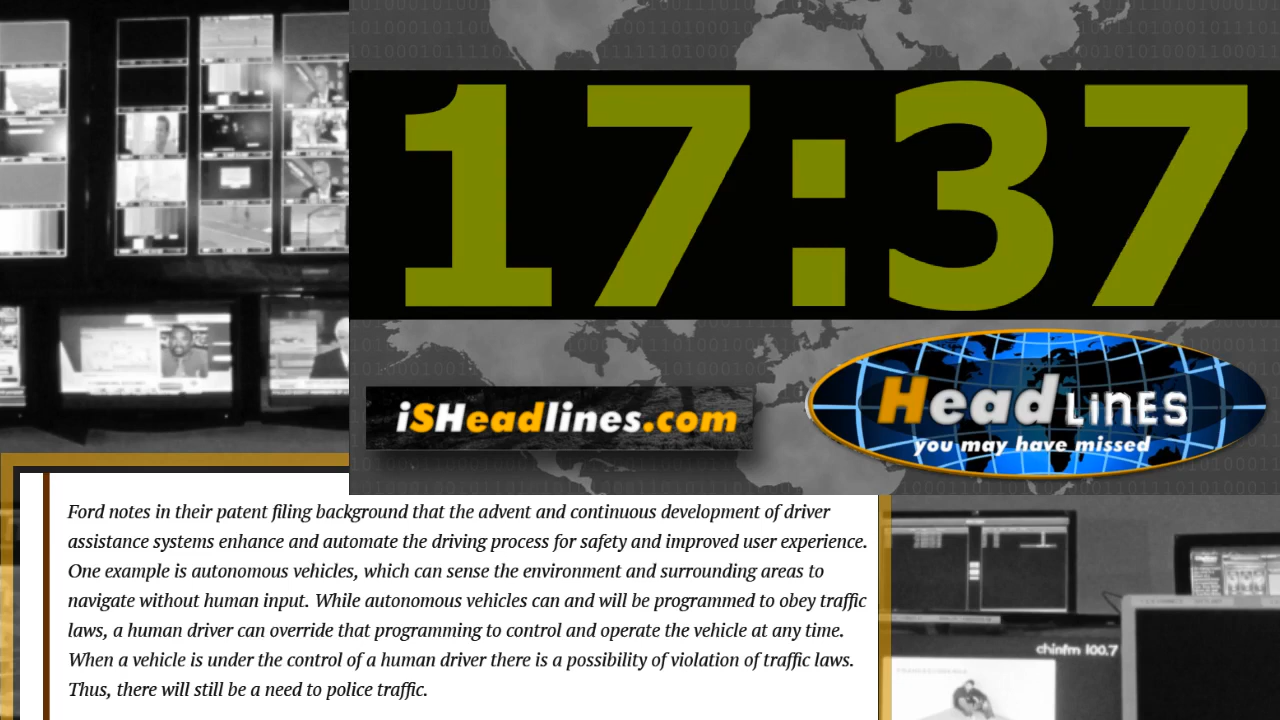 17:37
iSHeadlines.com
HeadLINES
you may have missed
Ford notes in their patent filing background that the advent and continuous development of driver
assistance systems enhance and automate the driving process for safety and improved user experience.
One example is autonomous vehicles, which can sense the environment and surrounding areas to
navigate without human input. While autonomous vehicles can and will be programmed to obey traffic
laws, a human driver can override that programming to control and operate the vehicle at any time.
When a vehicle is under the control of a human driver there is a possibility of violation of traffic laws.
Thus, there will still be a need to police traffic.
chinfm 100.7